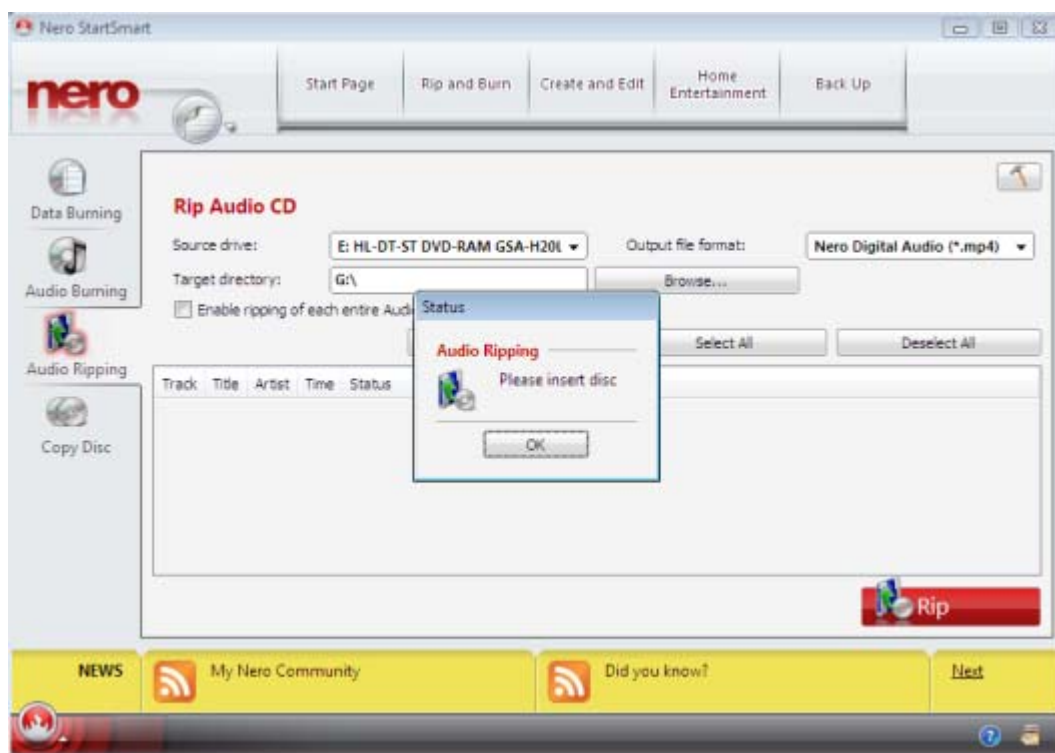 Nero StartSmart
nero
Start Page
Rip and Burn
Create and Edit
Home
Entertainment
Back Up
Data Burning
Audio Burning
Audio Ripping
Copy Disc
Rip Audio CD
Source drive:
E: HL-DT-ST DVD-RAM GSA-H20L
Output file format:
Nero Digital Audio (*.mp4)
Target directory:
G:\
Browse...
Enable ripping of each entire
Status
Audio Ripping
Please insert disc
OK
Select All
Deselect All
Track Title Artist Time Status
Rip
NEWS
My Nero Community
Did you know?
Next